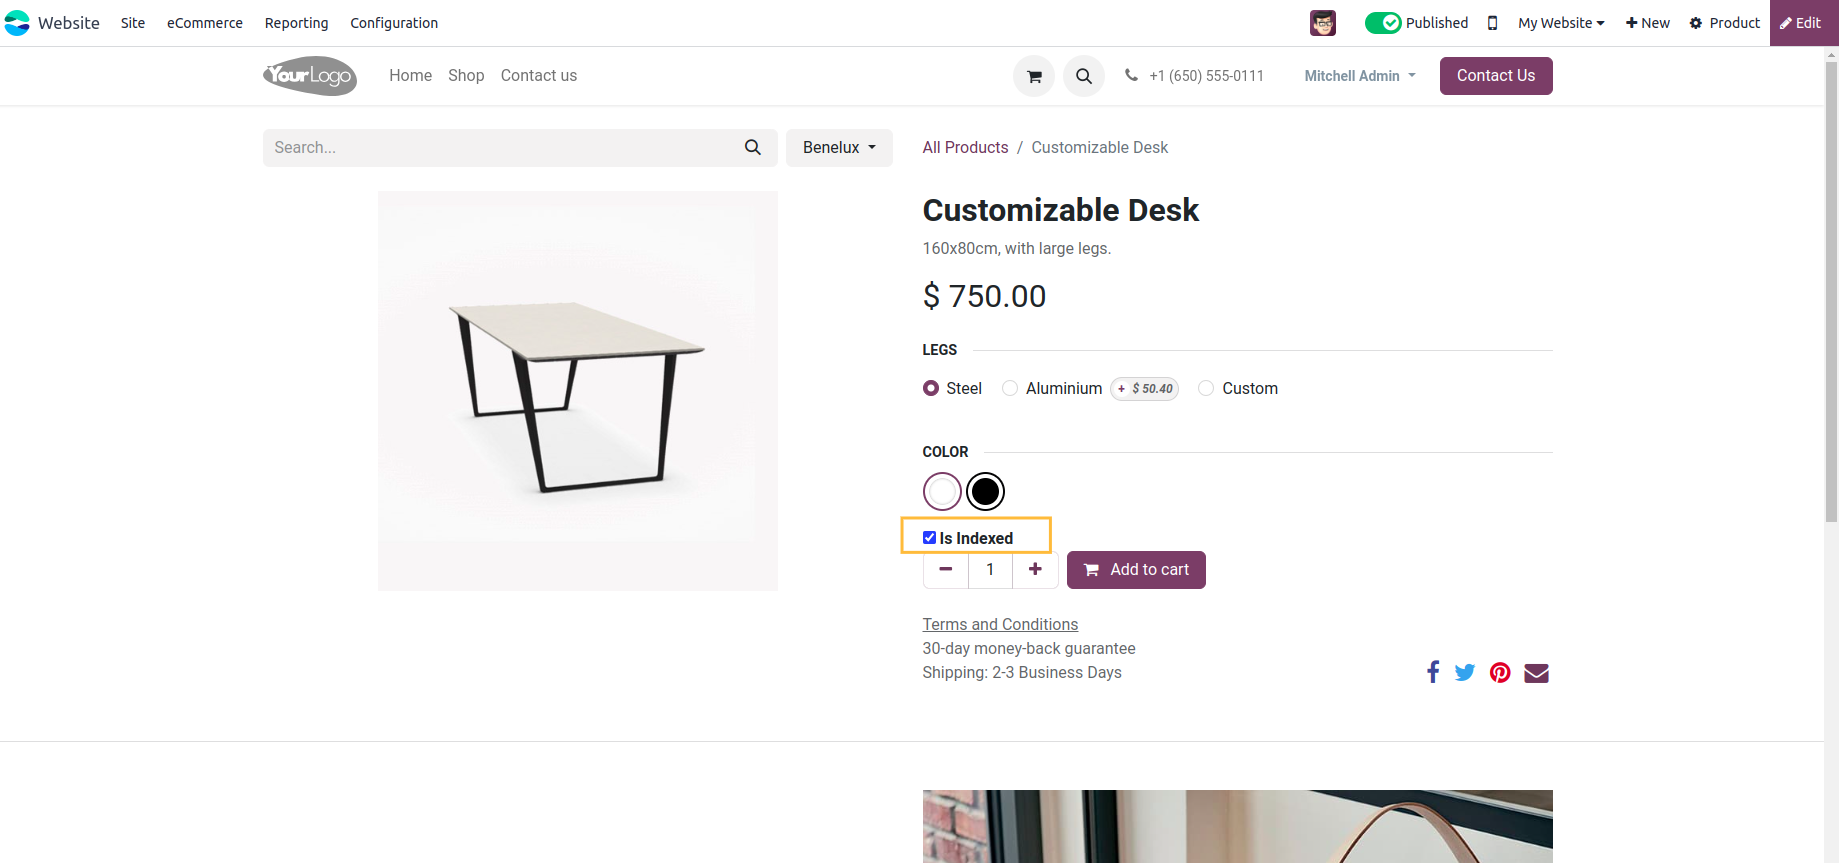 Website Site eCommerce Reporting Configuration Published My Website + New Product Edit
YourLogo Home Shop Contact us +1 (650) 555-0111 Mitchell Admin Contact Us
Search... Benelux All Products / Customizable Desk
Customizable Desk
160x80cm, with large legs.
$ 750.00
LEGS
Steel Aluminium + $ 50.40 Custom
COLOR
Is Indexed
− 1 + Add to cart
Terms and Conditions
30-day money-back guarantee
Shipping: 2-3 Business Days